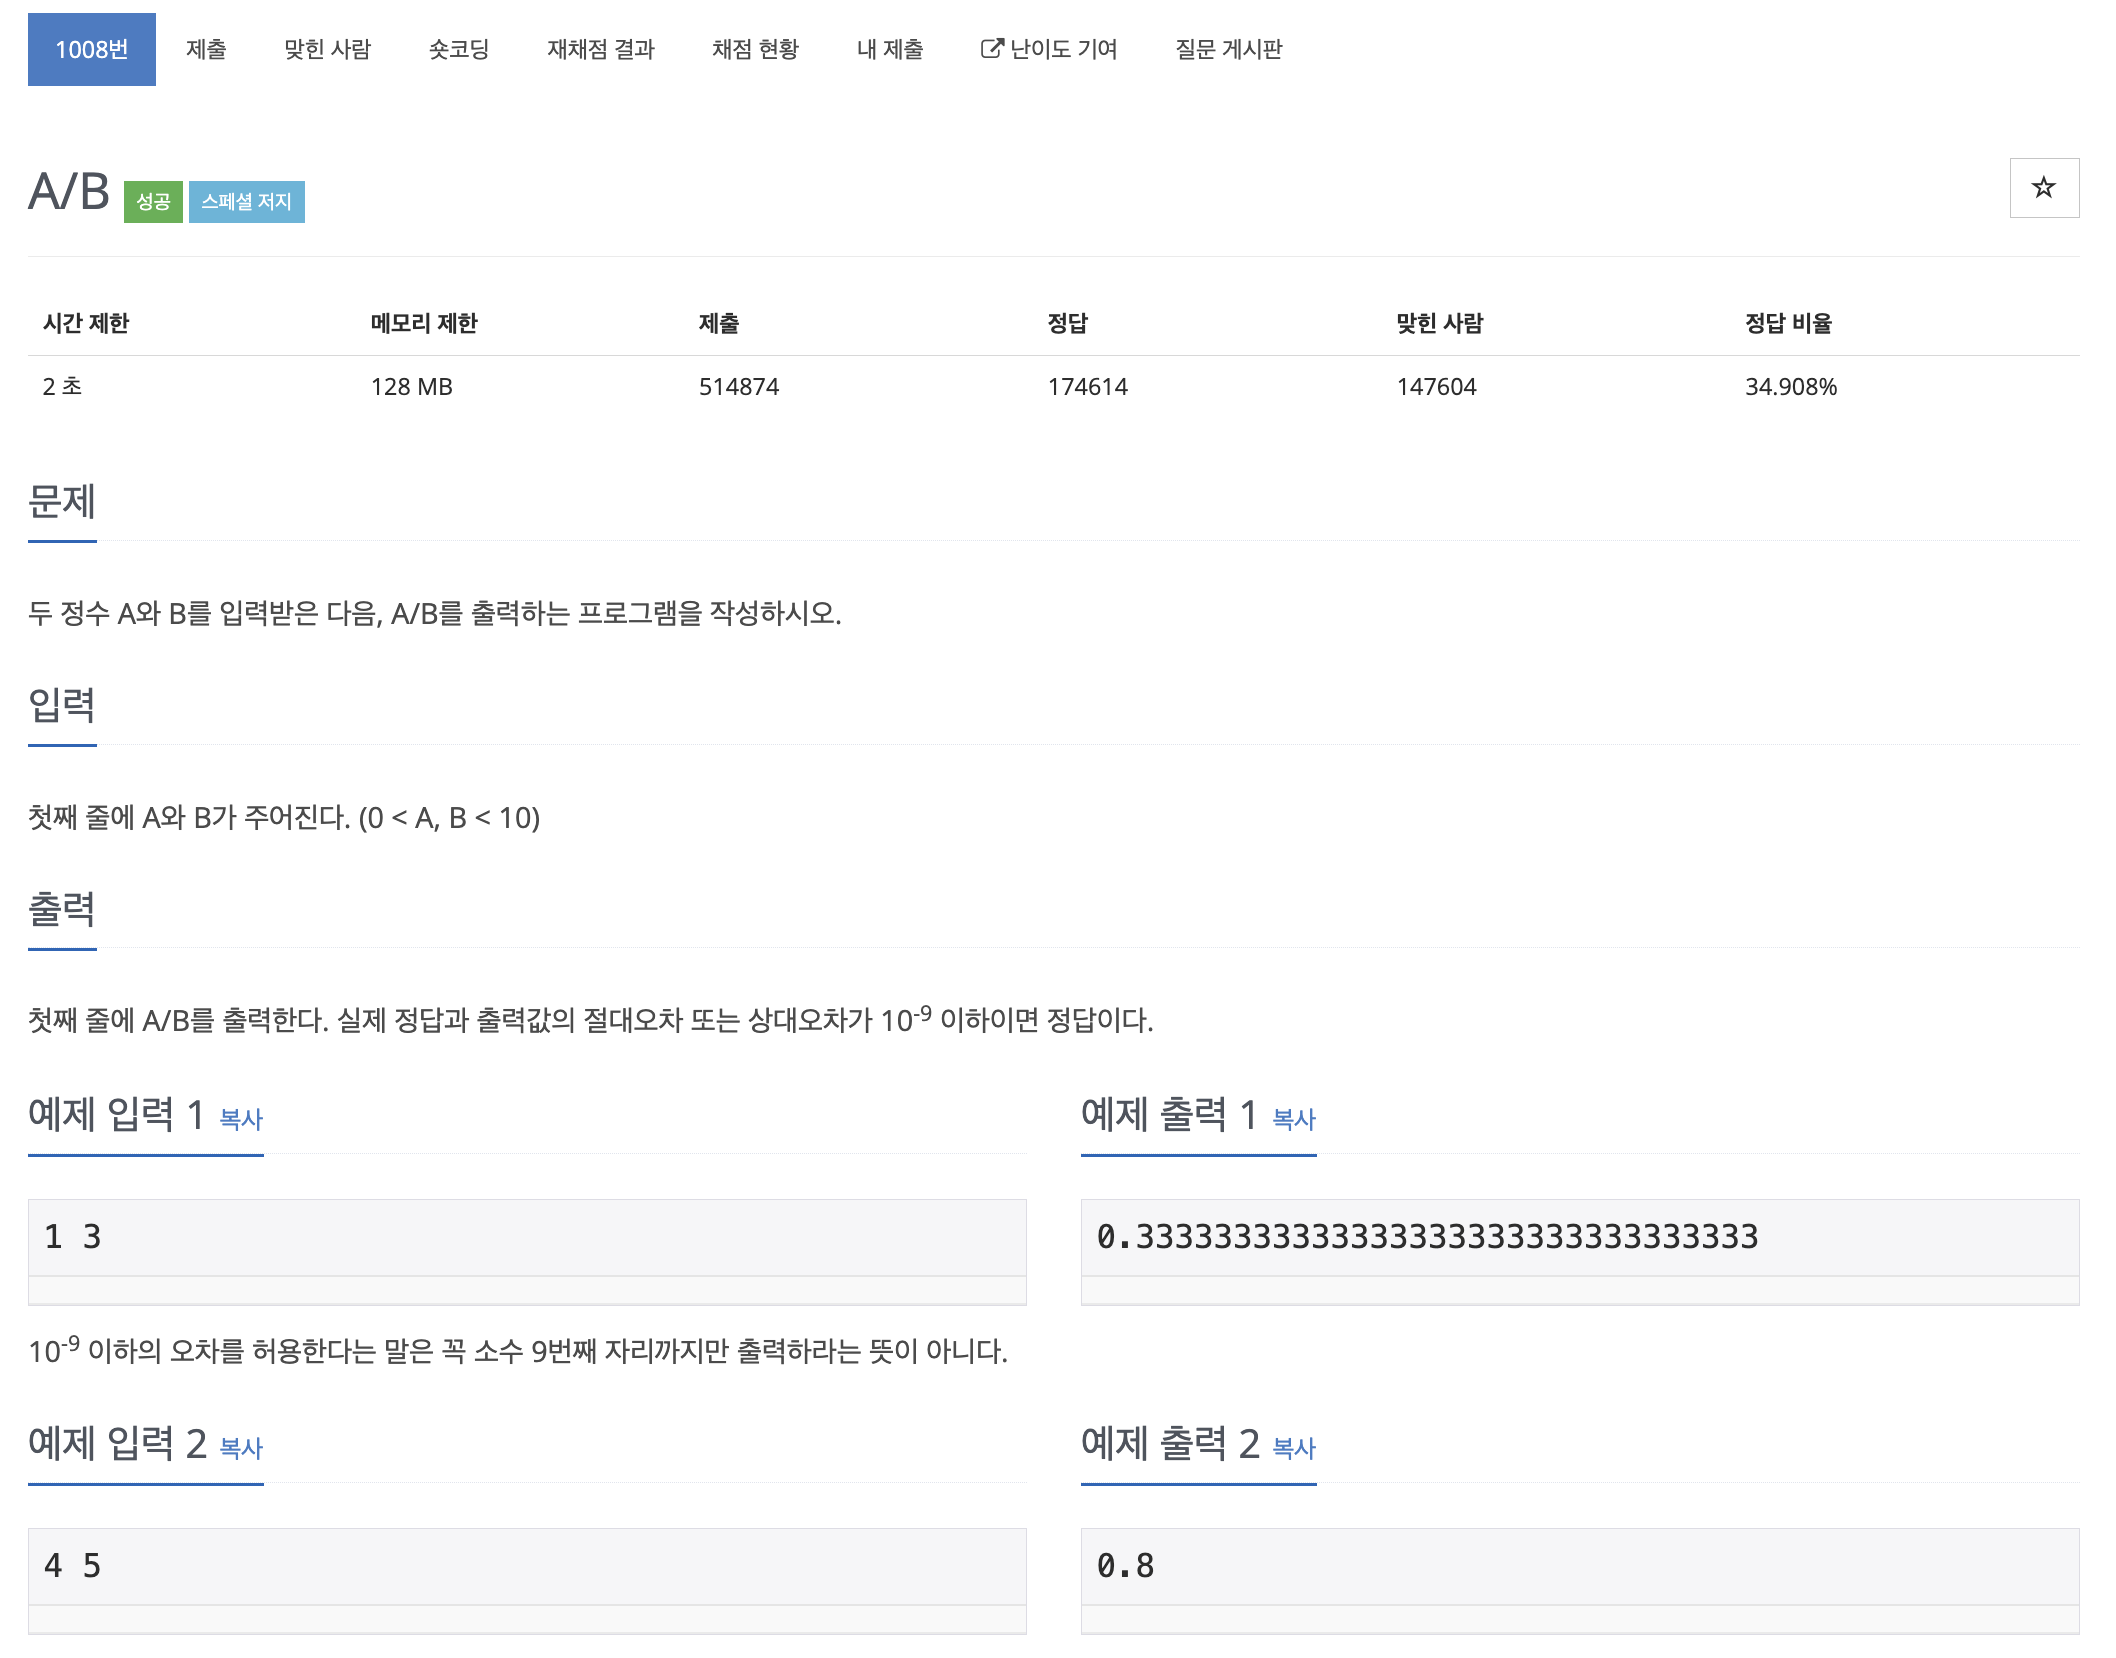 1008번 제출 맞힌 사람 숏코딩 재채점 결과 채점 현황 내 제출 난이도 기여 질문 게시판
A/B 성공 스페셜 저지
시간 제한 메모리 제한 제출 정답 맞힌 사람 정답 비율
2 초 128 MB 514874 174614 147604 34.908%
문제
두 정수 A와 B를 입력받은 다음, A/B를 출력하는 프로그램을 작성하시오.
입력
첫째 줄에 A와 B가 주어진다. (0 < A, B < 10)
출력
첫째 줄에 A/B를 출력한다. 실제 정답과 출력값의 절대오차 또는 상대오차가 10-9 이하이면 정답이다.
예제 입력 1 복사
1 3
예제 출력 1 복사
0.33333333333333333333333333333333
10-9 이하의 오차를 허용한다는 말은 꼭 소수 9번째 자리까지만 출력하라는 뜻이 아니다.
예제 입력 2 복사
4 5
예제 출력 2 복사
0.8